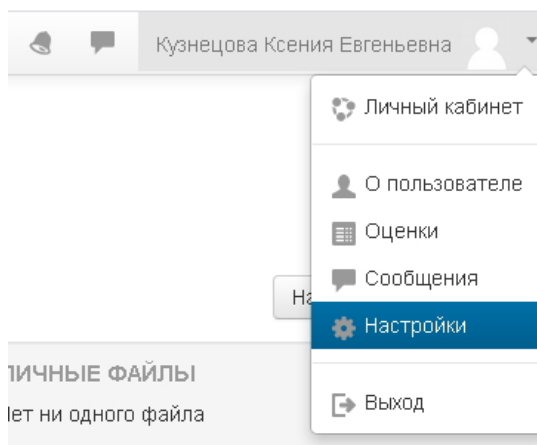 Кузнецова Ксения Евгеньевна
Личный кабинет
О пользователе
Оценки
Сообщения
Настройки
Выход
ЛИЧНЫЕ ФАЙЛЫ
Нет ни одного файла